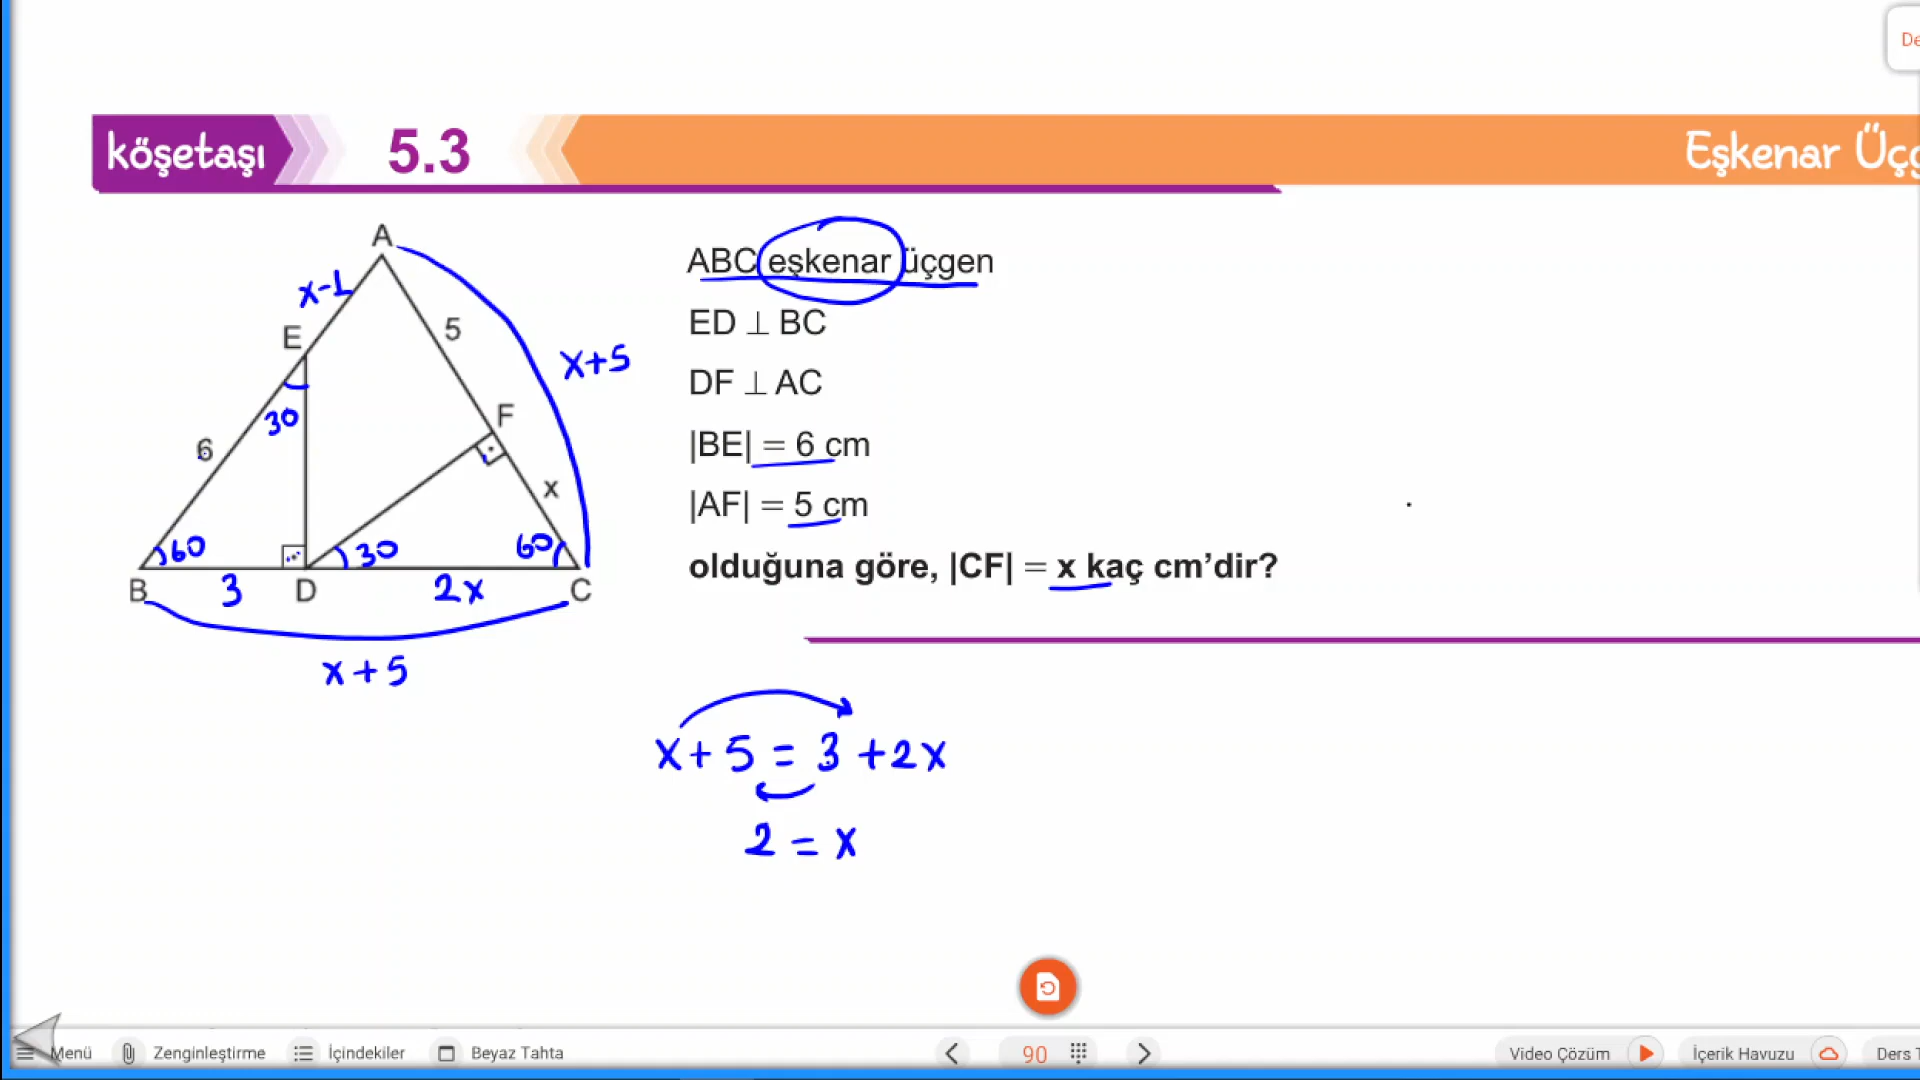 De
köşetaşı 5.3 Eşkenar Üçg
A
x-1
E
5
x+5
30
F
6
x
60
30
60
B
3
D
2x
C
x+5
ABC eşkenar üçgen
ED ⊥ BC
DF ⊥ AC
|BE| = 6 cm
|AF| = 5 cm
olduğuna göre, |CF| = x kaç cm’dir?
x+5 = 3+2x
2 = x
Menü Zenginleştirme İçindekiler Beyaz Tahta 90 Video Çözüm İçerik Havuzu Ders T